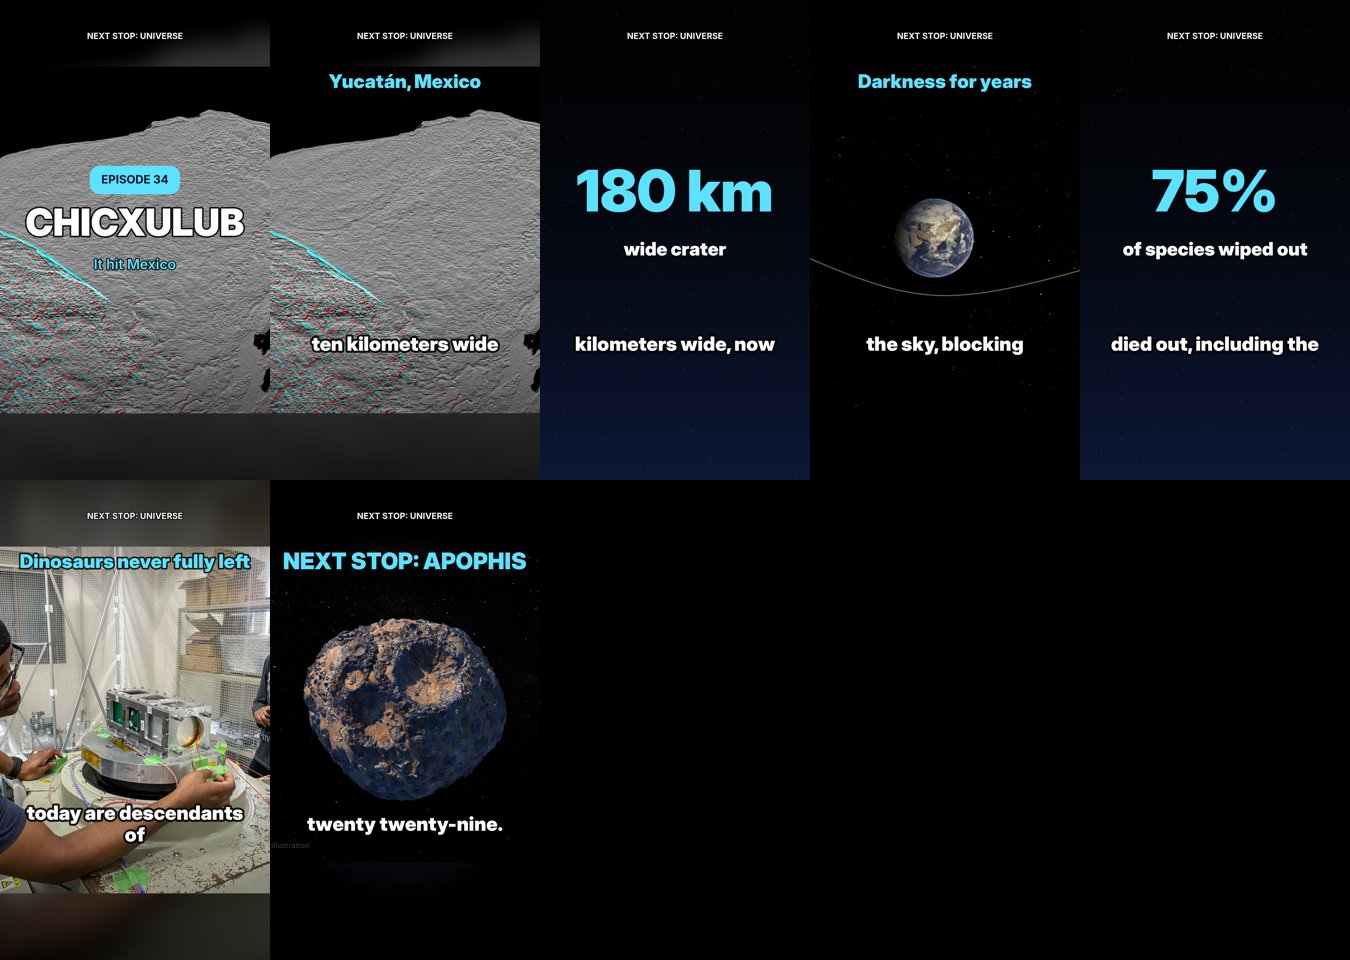 NEXT STOP: UNIVERSE
EPISODE 34
CHICXULUB
It hit Mexico
NEXT STOP: UNIVERSE
Yucatán, Mexico
ten kilometers wide
NEXT STOP: UNIVERSE
180 km
wide crater
kilometers wide, now
NEXT STOP: UNIVERSE
Darkness for years
the sky, blocking
NEXT STOP: UNIVERSE
75%
of species wiped out
died out, including the
NEXT STOP: UNIVERSE
Dinosaurs never fully left
today are descendants
of
NEXT STOP: UNIVERSE
NEXT STOP: APOPHIS
twenty twenty-nine.
Illustration